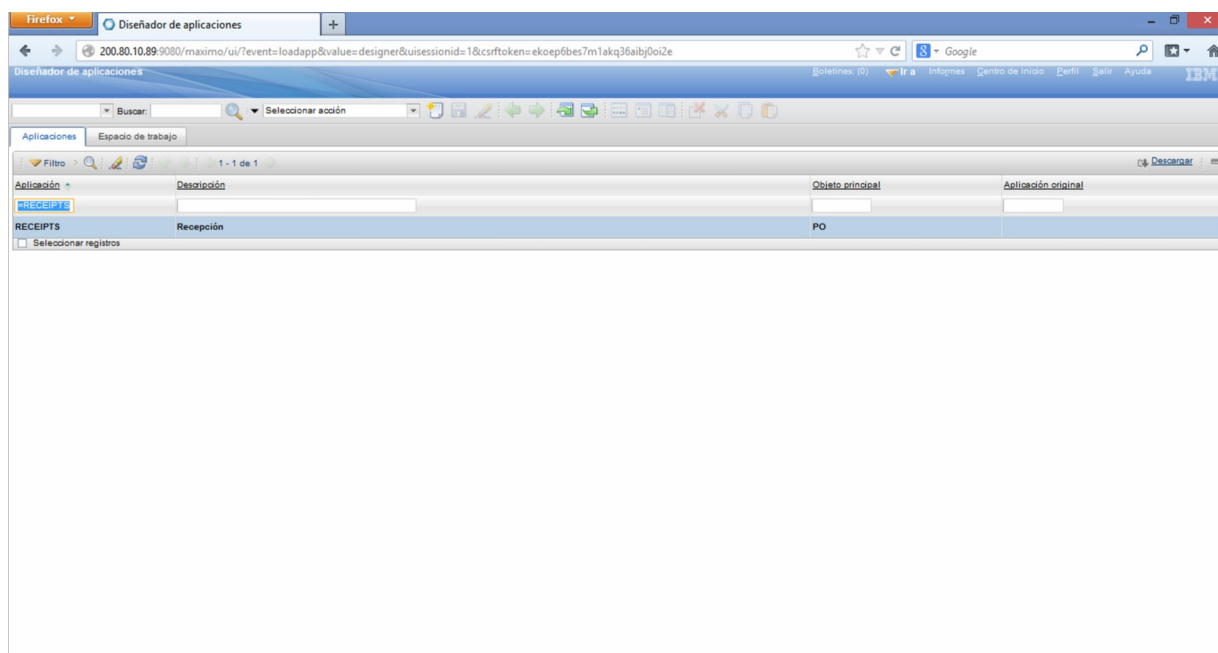 Firefox
Diseñador de aplicaciones
200.80.10.89:9080/maximo/ui/?event=loadapp&value=designer&uisessionid=1&csrftoken=ekoep6bes7m1akq36aibj0oi2e
Google
Diseñador de aplicaciones
Boletines: (0) Ir a Informes Centro de inicio Perfil Salir Ayuda IBM
Buscar: Seleccionar acción
Aplicaciones Espacio de trabajo
Filtro 1 - 1 de 1 Descargar
Aplicación Descripción Objeto principal Aplicación original
=RECEIPTS
RECEIPTS Recepción PO
Seleccionar registros